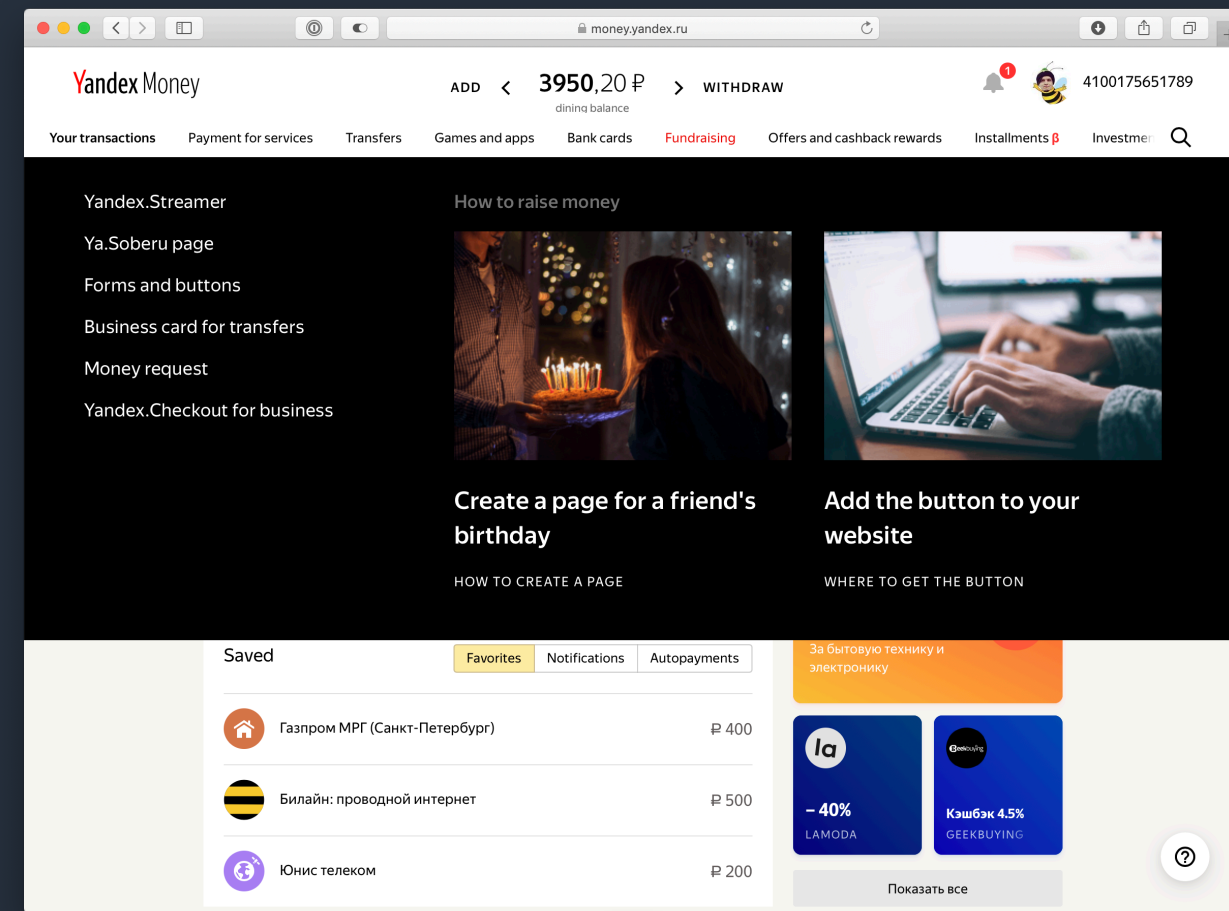 money.yandex.ru
Yandex Money
ADD
3950,20 ₽
WITHDRAW
dining balance
1
4100175651789
Your transactions
Payment for services
Transfers
Games and apps
Bank cards
Fundraising
Offers and cashback rewards
Installments β
Investmen
Yandex.Streamer
Ya.Soberu page
Forms and buttons
Business card for transfers
Money request
Yandex.Checkout for business
How to raise money
Create a page for a friend's
birthday
HOW TO CREATE A PAGE
Add the button to your
website
WHERE TO GET THE BUTTON
Saved
Favorites
Notifications
Autopayments
Газпром МРГ (Санкт-Петербург)
₽ 400
Билайн: проводной интернет
₽ 500
Юнис телеком
₽ 200
За бытовую технику и
электронику
la
– 40%
LAMODA
Geekbuying
Кэшбэк 4.5%
GEEKBUYING
Показать все